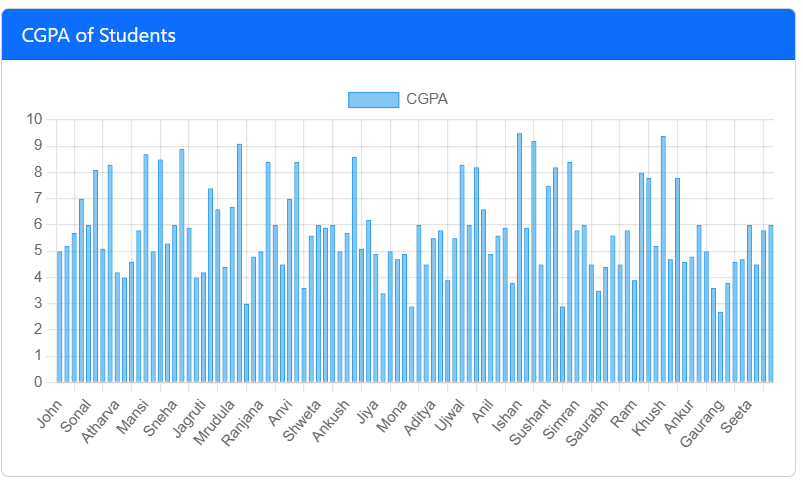 CGPA of Students
CGPA
10
9
8
7
6
5
4
3
2
1
0
John
Sonal
Atharva
Mansi
Sneha
Jagruti
Mrudula
Ranjana
Anvi
Shweta
Ankush
Jiya
Mona
Aditya
Ujwal
Anil
Ishan
Sushant
Simran
Saurabh
Ram
Khush
Ankur
Gaurang
Seeta